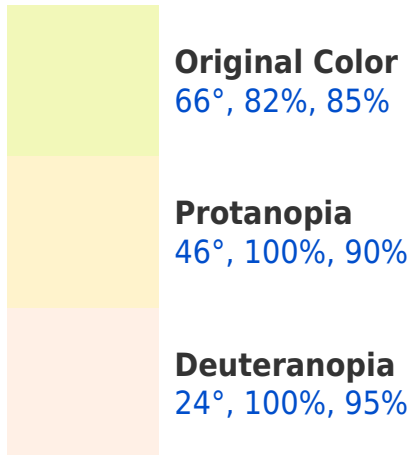 Original Color
66°, 82%, 85%
Protanopia
46°, 100%, 90%
Deuteranopia
24°, 100%, 95%